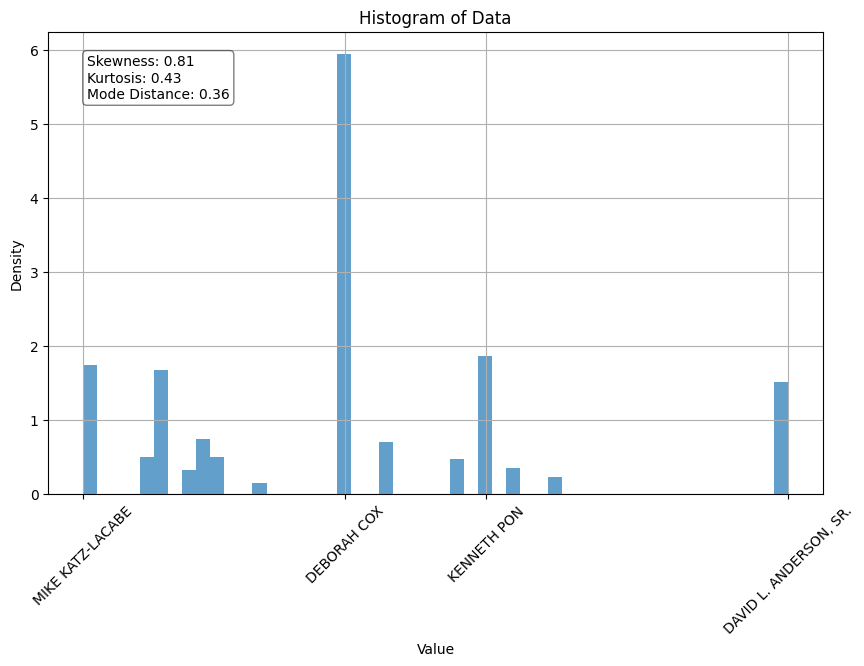 Histogram of Data
Skewness: 0.81
Kurtosis: 0.43
Mode Distance: 0.36
Density
6
5
4
3
2
1
0
MIKE KATZ-LACABE
DEBORAH COX
KENNETH PON
DAVID L. ANDERSON, SR.
Value